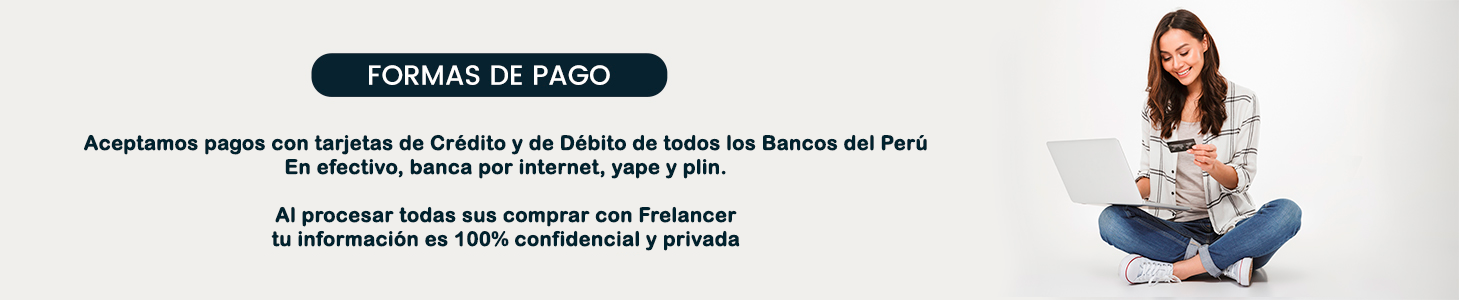 FORMAS DE PAGO
Aceptamos pagos con tarjetas de Crédito y de Débito de todos los Bancos del Perú
En efectivo, banca por internet, yape y plin.
Al procesar todas sus comprar con Frelancer
tu información es 100% confidencial y privada